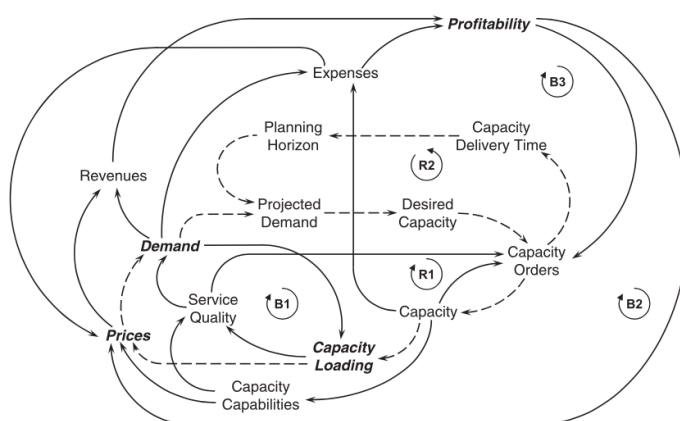 Profitability
Expenses
B3
Planning
Horizon
Capacity
Delivery Time
R2
Revenues
Projected
Demand
Desired
Capacity
Demand
Capacity
Orders
R1
Service
Quality
B1
Capacity
B2
Prices
Capacity
Loading
Capacity
Capabilities